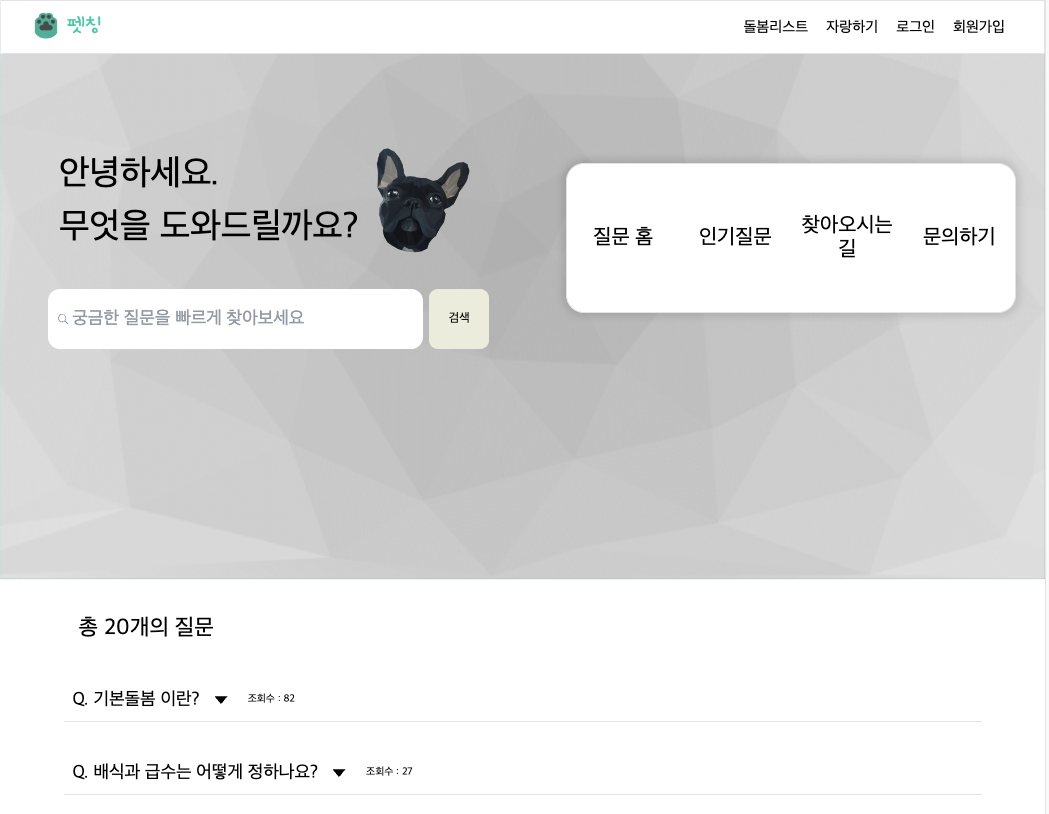 펫칭
돌봄리스트 자랑하기 로그인 회원가입
안녕하세요.
무엇을 도와드릴까요?
질문 홈 인기질문 찾아오시는 길 문의하기
궁금한 질문을 빠르게 찾아보세요 검색
총 20개의 질문
Q. 기본돌봄 이란? 조회수 : 82
Q. 배식과 급수는 어떻게 정하나요? 조회수 : 27